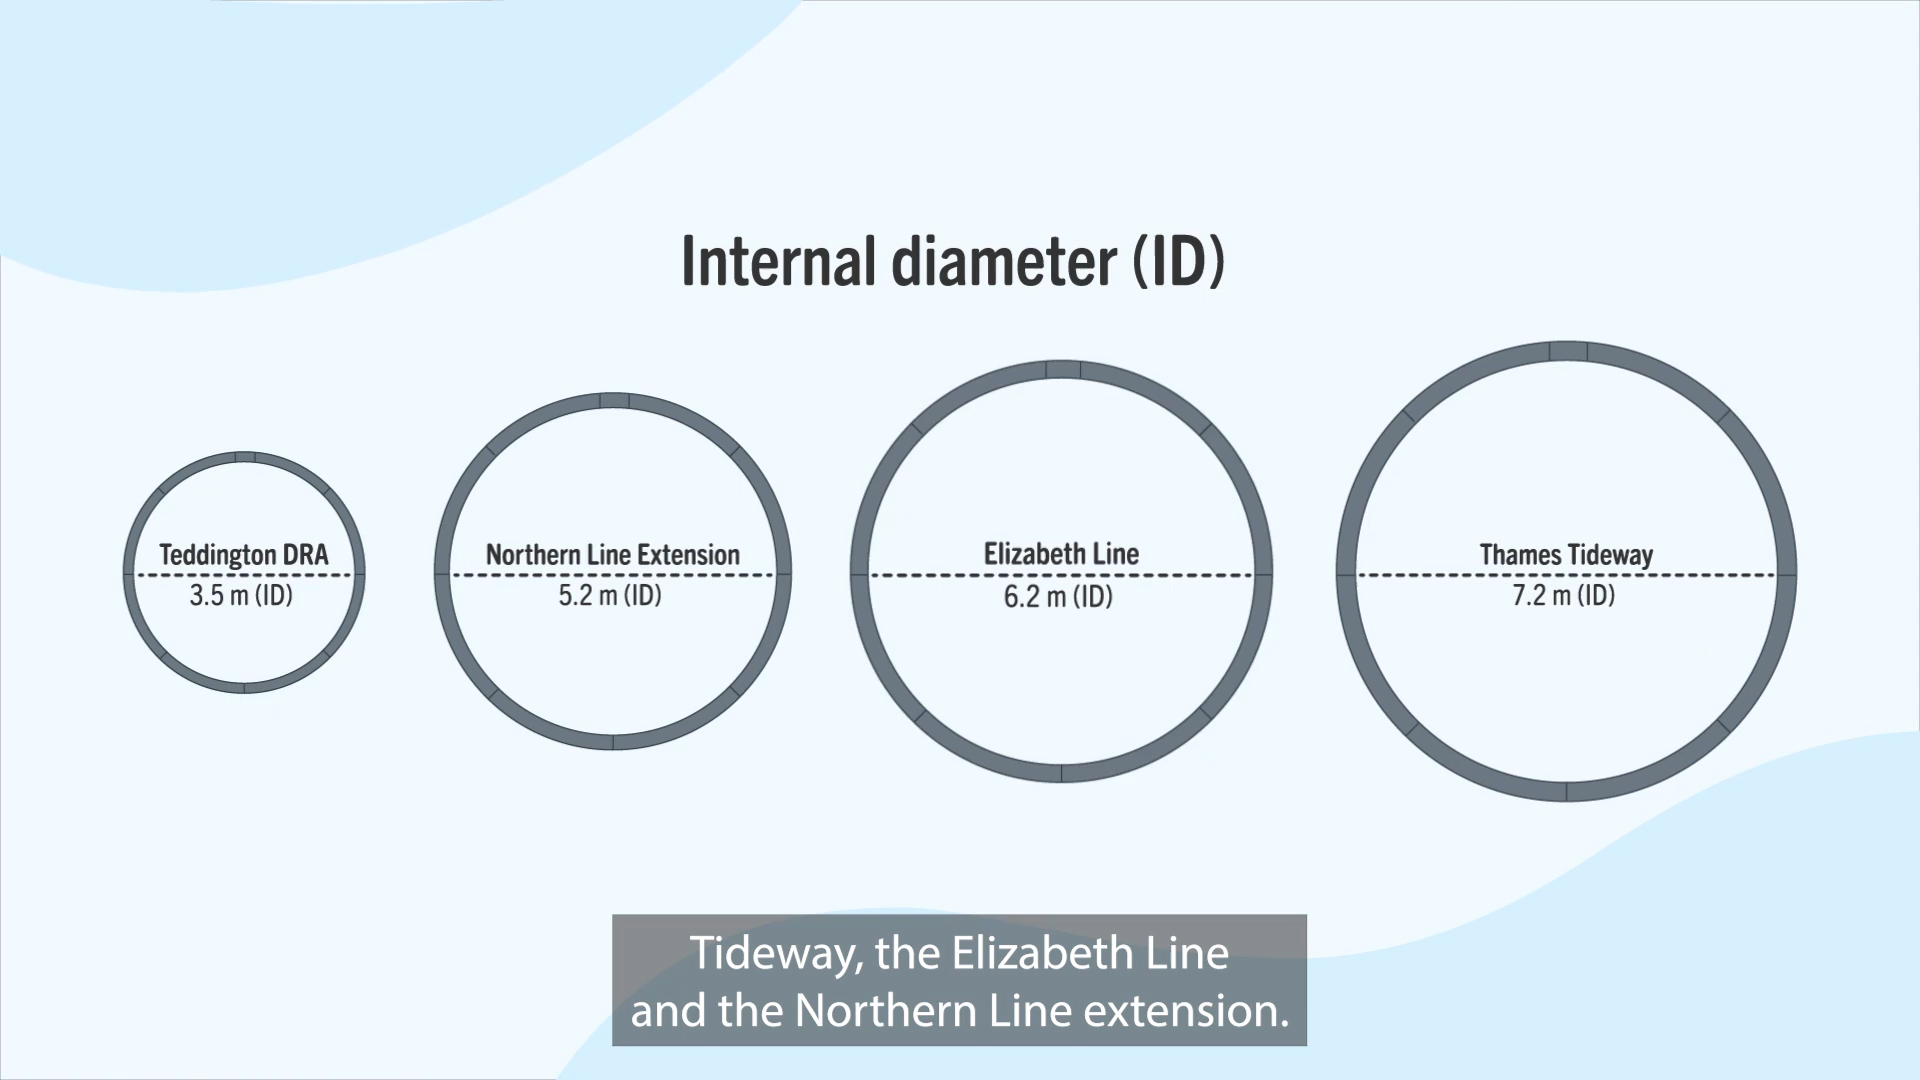 Internal diameter (ID)
Teddington DRA
3.5 m (ID)
Northern Line Extension
5.2 m (ID)
Elizabeth Line
6.2 m (ID)
Thames Tideway
7.2 m (ID)
Tideway, the Elizabeth Line
and the Northern Line extension.